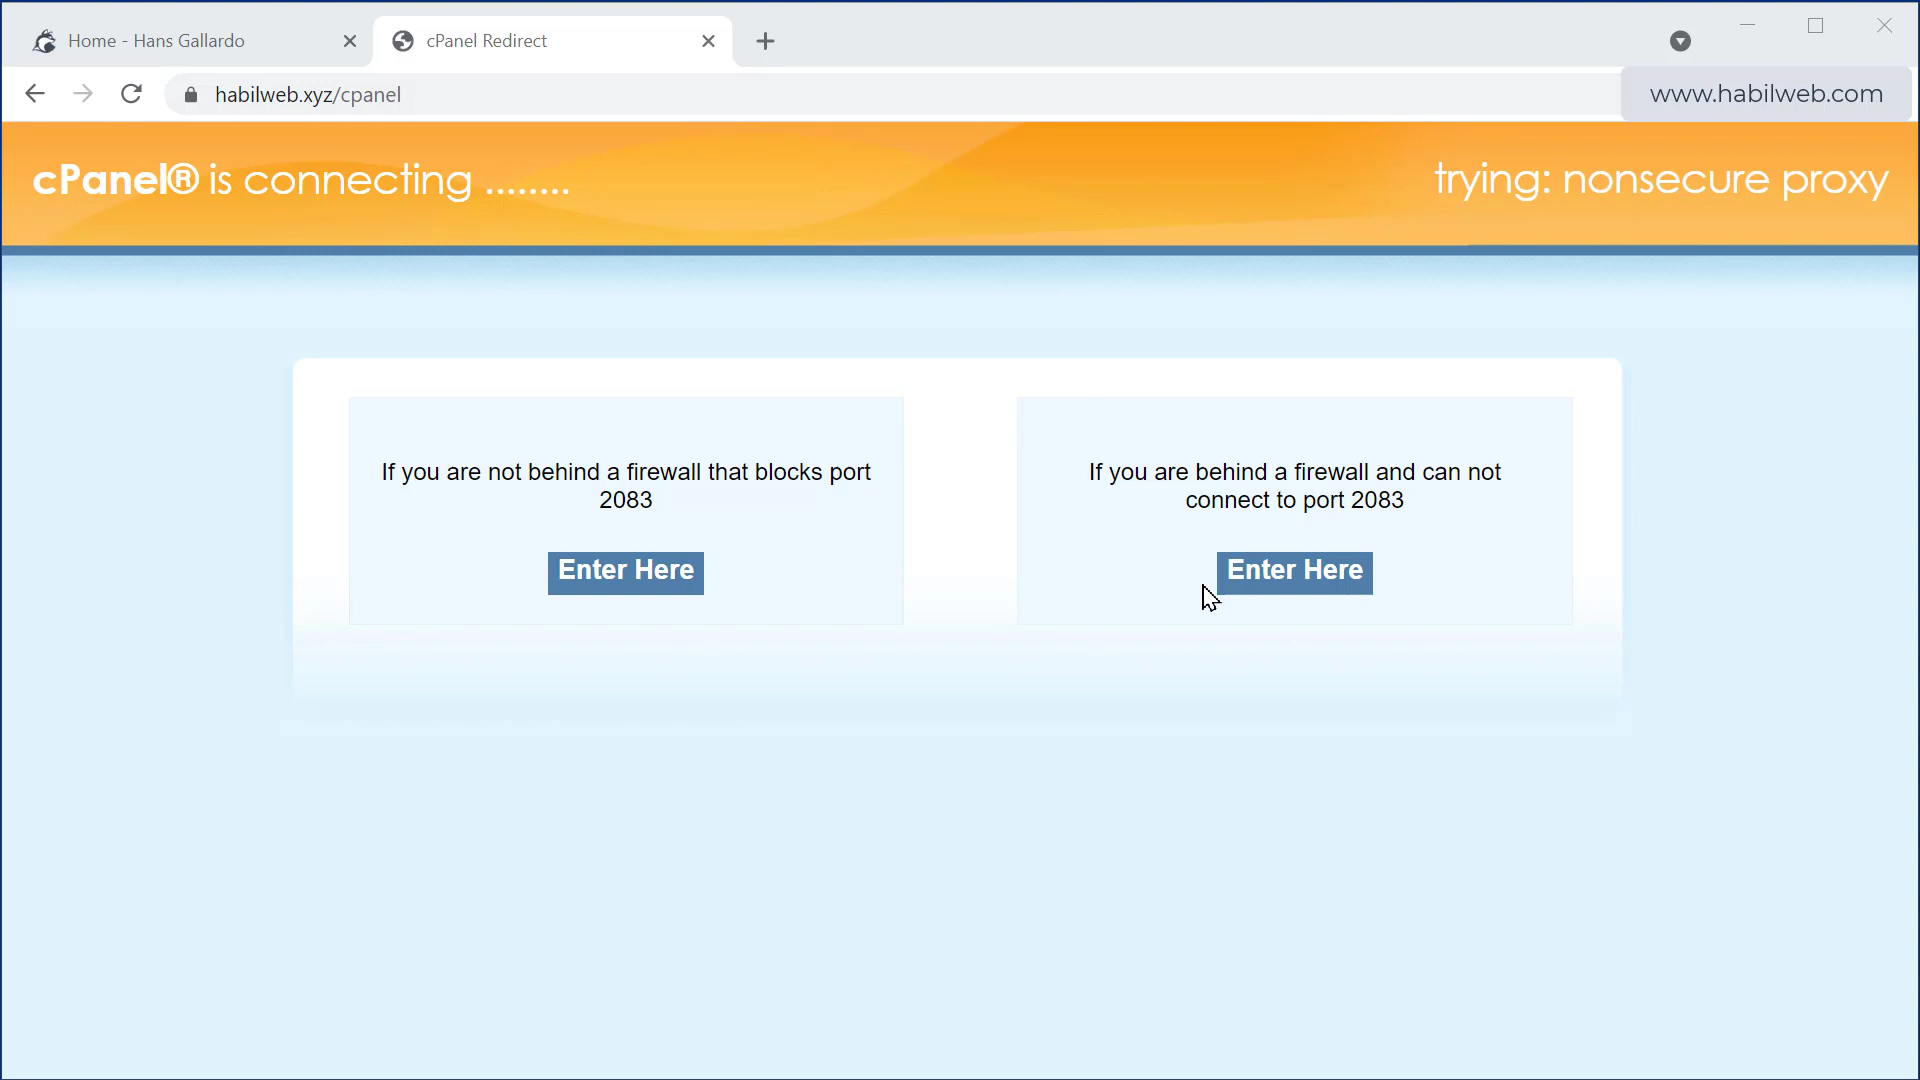 Home - Hans Gallardo
cPanel Redirect
habilweb.xyz/cpanel
www.habilweb.com
cPanel® is connecting ........
trying: nonsecure proxy
If you are not behind a firewall that blocks port
2083
Enter Here
If you are behind a firewall and can not
connect to port 2083
Enter Here